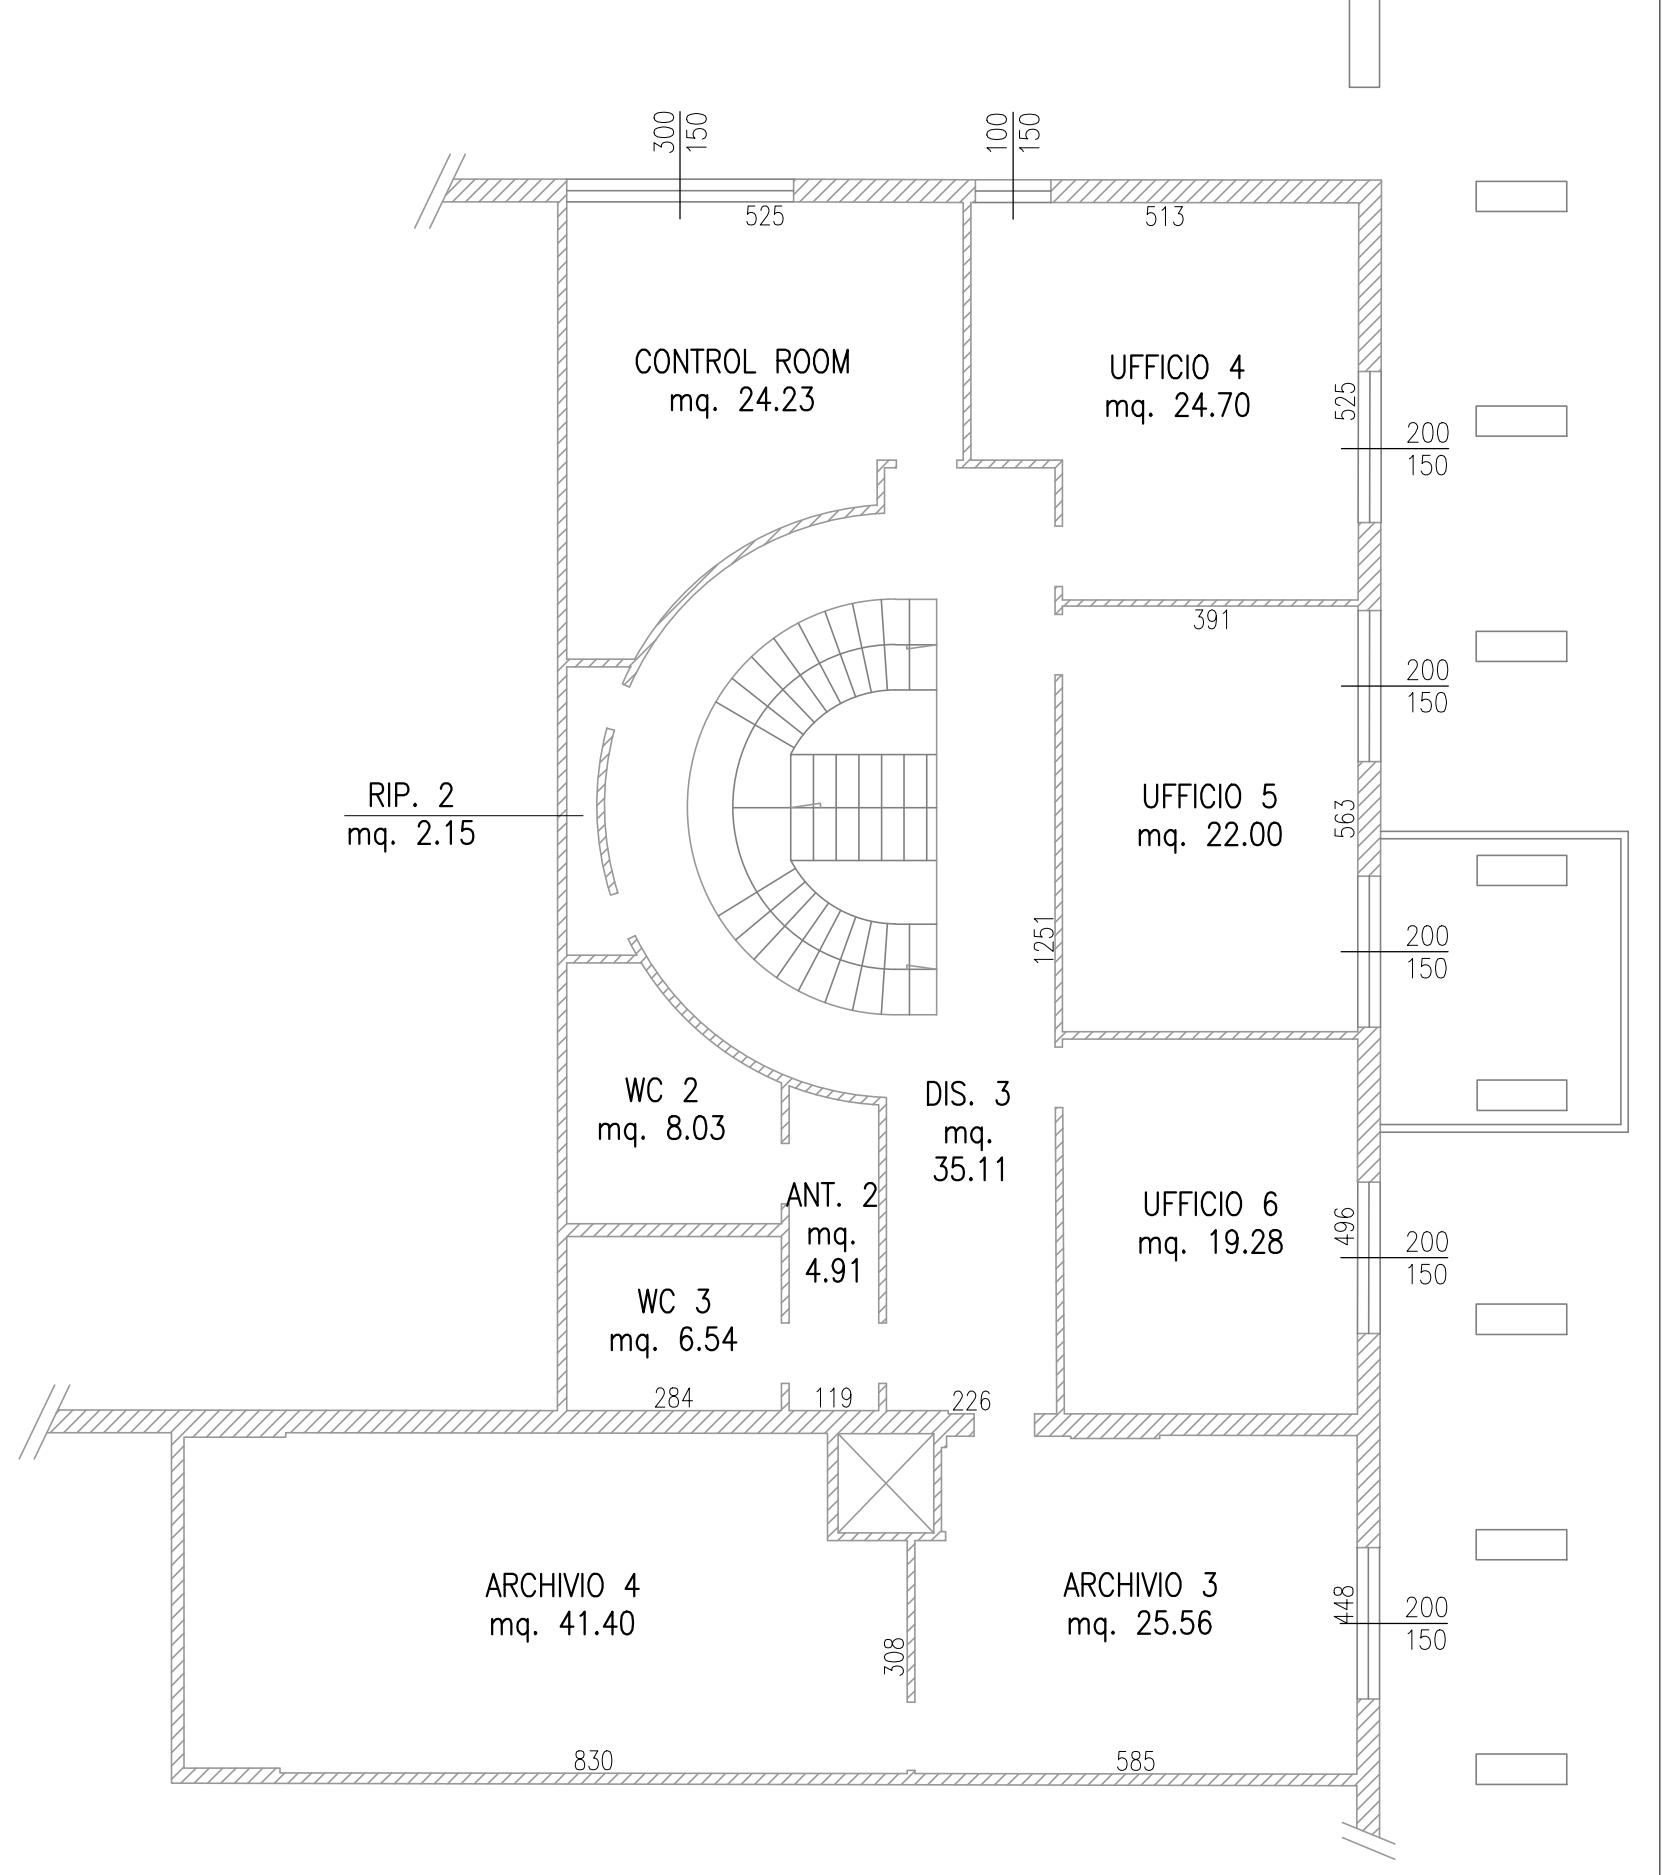 300
150
100
150
525
513
CONTROL ROOM
mq. 24.23
UFFICIO 4
mq. 24.70
525
200
150
391
200
150
RIP. 2
mq. 2.15
UFFICIO 5
mq. 22.00
563
1251
200
150
WC 2
mq. 8.03
DIS. 3
mq.
35.11
ANT. 2
mq.
4.91
UFFICIO 6
mq. 19.28
496
200
150
WC 3
mq. 6.54
284
119
226
ARCHIVIO 4
mq. 41.40
ARCHIVIO 3
mq. 25.56
448
200
150
308
830
585